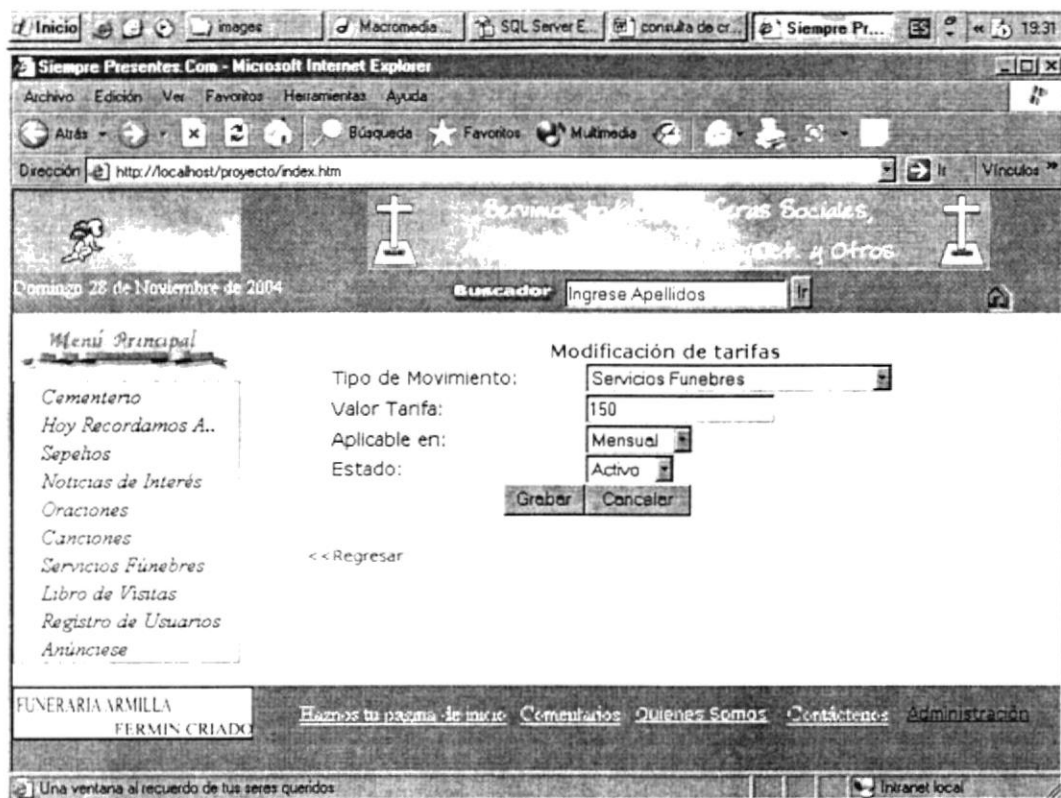 Inicio images Macromedia ... SQL Server E... consulta de cr... Siempre Pr... ES « 19:31
Siempre Presentes.Com - Microsoft Internet Explorer
Archivo Edición Ver Favoritos Herramientas Ayuda
Atrás Búsqueda Favoritos Multimedia
Dirección http://localhost/proyecto/index.htm Ir Vínculos »
Servimos Sociales,
y Otros
Domingo 28 de Noviembre de 2004 Buscador Ingrese Apellidos Ir
Menú Principal
Cementerio
Hoy Recordamos A..
Sepelios
Noticias de Interés
Oraciones
Canciones
Servicios Fúnebres
Libro de Visitas
Registro de Usuarios
Anúnciese
Modificación de tarifas
Tipo de Movimiento: Servicios Funebres
Valor Tarifa: 150
Aplicable en: Mensual
Estado: Activo
Grabar Cancelar
<<Regresar
FUNERARIA ARMILLA
FERMIN CRIADO
Haznos tu pagina de inicio Comentarios Quienes Somos Contáctenos Administración
Una ventana al recuerdo de tus seres queridos Intranet local